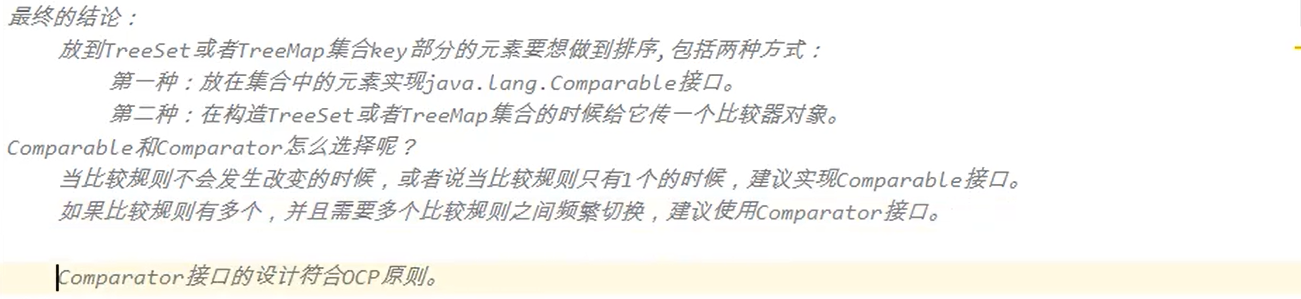 最终的结论：
放到TreeSet或者TreeMap集合key部分的元素要想做到排序,包括两种方式：
第一种：放在集合中的元素实现java.lang.Comparable接口。
第二种：在构造TreeSet或者TreeMap集合的时候给它传一个比较器对象。
Comparable和Comparator怎么选择呢？
当比较规则不会发生改变的时候，或者说当比较规则只有1个的时候，建议实现Comparable接口。
如果比较规则有多个，并且需要多个比较规则之间频繁切换，建议使用Comparator接口。
Comparator接口的设计符合OCP原则。